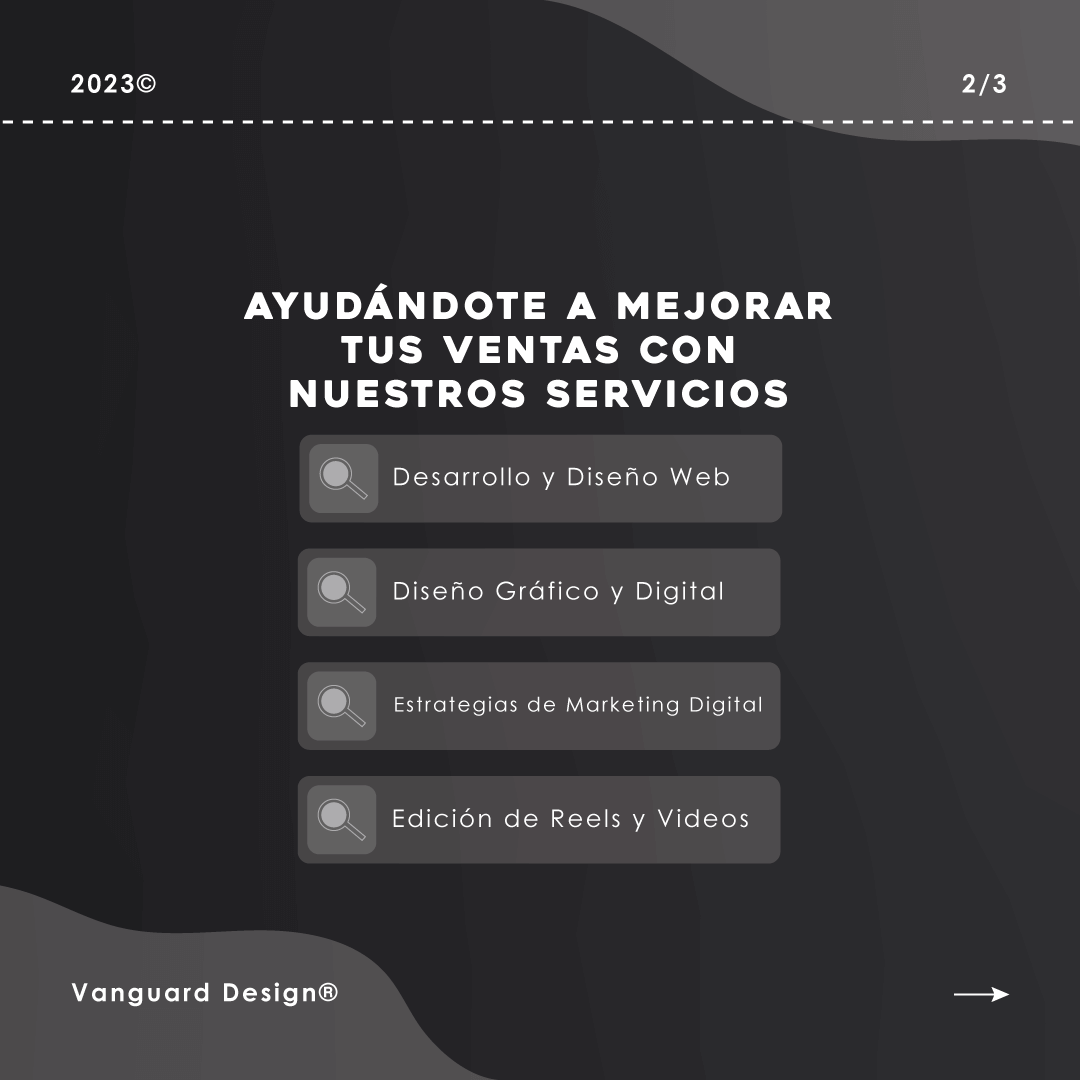 2023©
2/3
AYUDÁNDOTE A MEJORAR
TUS VENTAS CON
NUESTROS SERVICIOS
Desarrollo y Diseño Web
Diseño Gráfico y Digital
Estrategias de Marketing Digital
Edición de Reels y Videos
Vanguard Design®